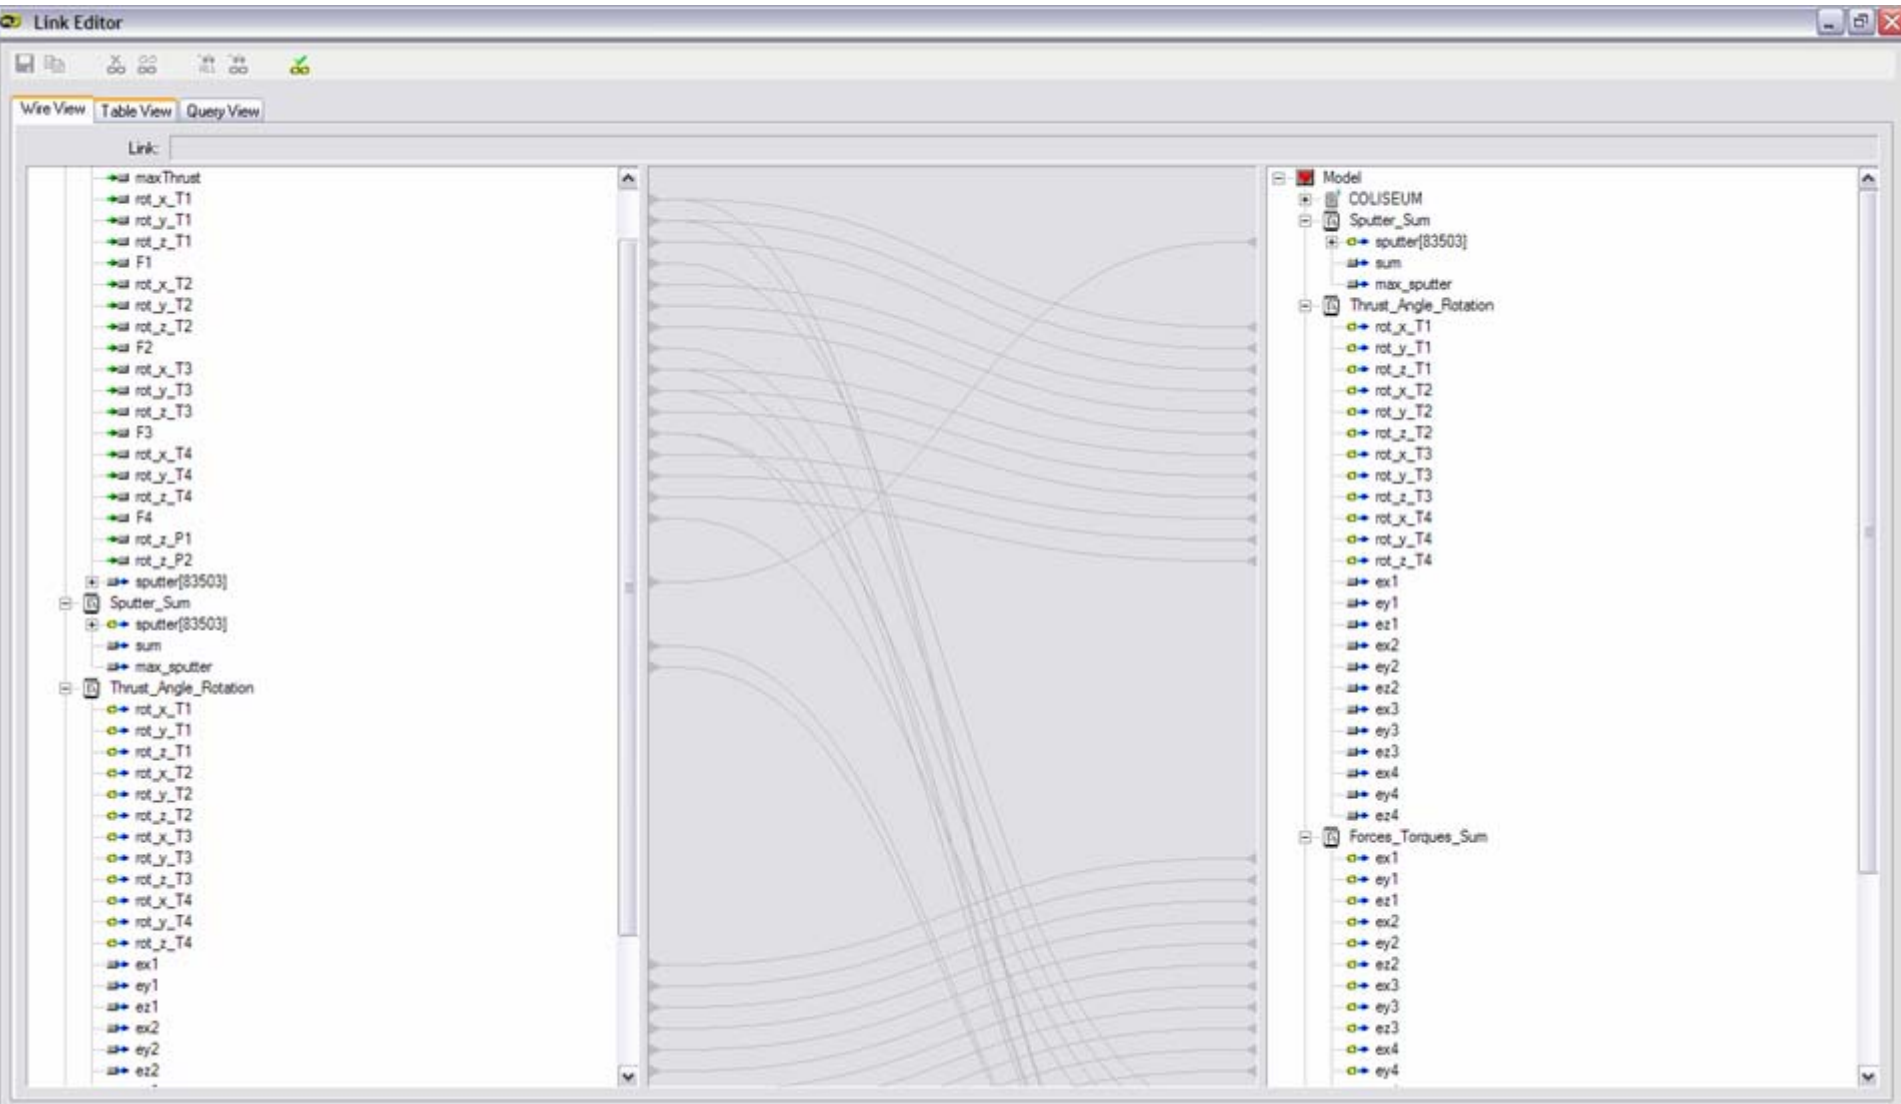 Link Editor
Wire View Table View Query View
Link:
maxThrust
rot_x_T1
rot_y_T1
rot_z_T1
F1
rot_x_T2
rot_y_T2
rot_z_T2
F2
rot_x_T3
rot_y_T3
rot_z_T3
F3
rot_x_T4
rot_y_T4
rot_z_T4
F4
rot_z_P1
rot_z_P2
sputter[83503]
Sputter_Sum
sputter[83503]
sum
max_sputter
Thrust_Angle_Rotation
rot_x_T1
rot_y_T1
rot_z_T1
rot_x_T2
rot_y_T2
rot_z_T2
rot_x_T3
rot_y_T3
rot_z_T3
rot_x_T4
rot_y_T4
rot_z_T4
ex1
ey1
ez1
ex2
ey2
ez2
Model
COLISEUM
Sputter_Sum
sputter[83503]
sum
max_sputter
Thrust_Angle_Rotation
rot_x_T1
rot_y_T1
rot_z_T1
rot_x_T2
rot_y_T2
rot_z_T2
rot_x_T3
rot_y_T3
rot_z_T3
rot_x_T4
rot_y_T4
rot_z_T4
ex1
ey1
ez1
ex2
ey2
ez2
ex3
ey3
ez3
ex4
ey4
ez4
Forces_Torques_Sum
ex1
ey1
ez1
ex2
ey2
ez2
ex3
ey3
ez3
ex4
ey4